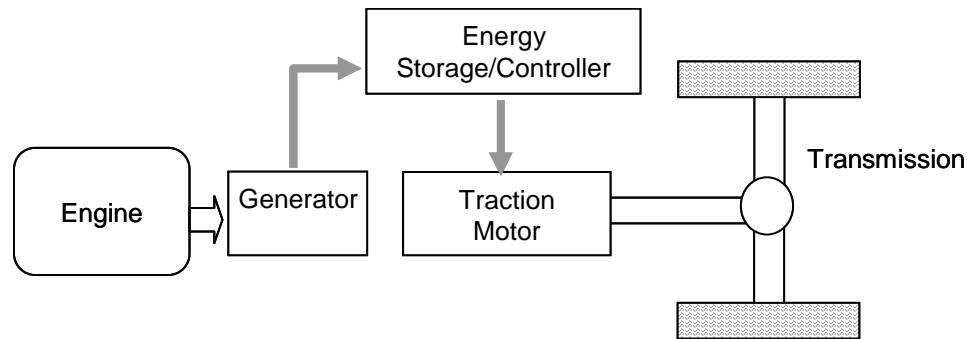 Energy
Storage/Controller
Transmission
Engine
Generator
Traction
Motor